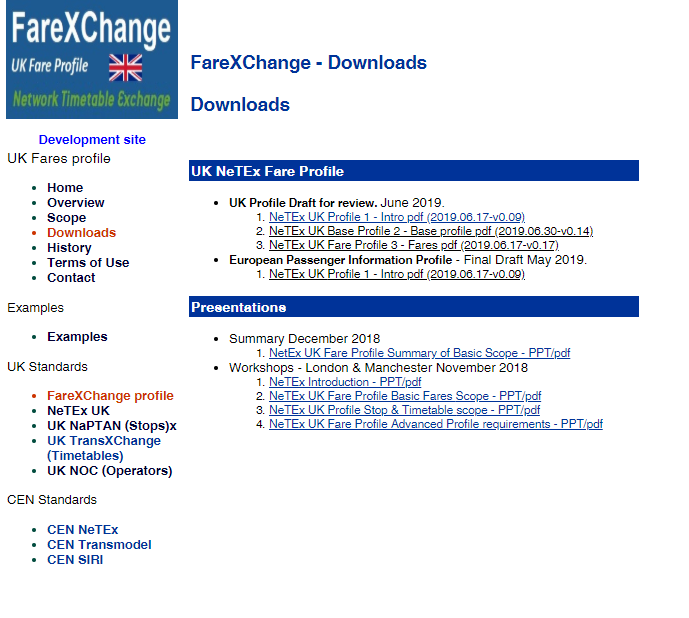 FareXChange
UK Fare Profile
Network Timetable Exchange
FareXChange - Downloads
Downloads
Development site
UK Fares profile
Home
Overview
Scope
Downloads
History
Terms of Use
Contact
Examples
Examples
UK Standards
FareXChange profile
NeTEx UK
UK NaPTAN (Stops)x
UK TransXChange
(Timetables)
UK NOC (Operators)
CEN Standards
CEN NeTEx
CEN Transmodel
CEN SIRI
UK NeTEx Fare Profile
UK Profile Draft for review. June 2019.
1. NeTEx UK Profile 1 - Intro pdf (2019.06.17-v0.09)
2. NeTEx UK Base Profile 2 - Base profile pdf (2019.06.30-v0.14)
3. NeTEx UK Fare Profile 3 - Fares pdf (2019.06.17-v0.17)
European Passenger Information Profile - Final Draft May 2019.
1. NeTEx UK Profile 1 - Intro pdf (2019.06.17-v0.09)
Presentations
Summary December 2018
1. NetEx UK Fare Profile Summary of Basic Scope - PPT/pdf
Workshops - London & Manchester November 2018
1. NeTEx Introduction - PPT/pdf
2. NeTEx UK Fare Profile Basic Fares Scope - PPT/pdf
3. NeTEx UK Profile Stop & Timetable scope - PPT/pdf
4. NeTEx UK Fare Profile Advanced Profile requirements - PPT/pdf